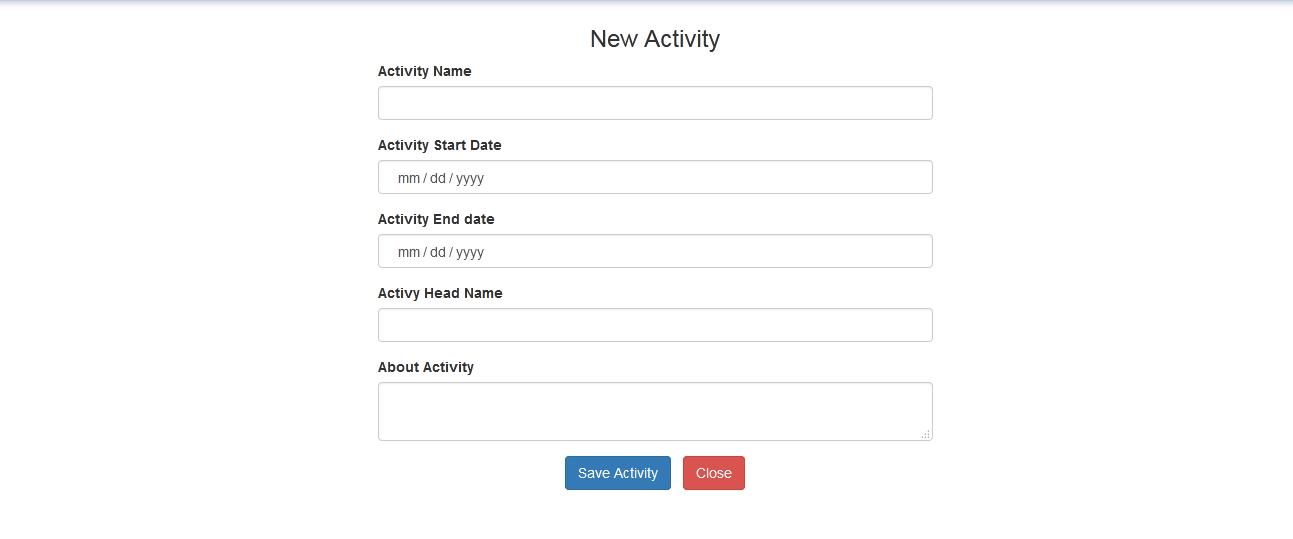 New Activity
Activity Name
Activity Start Date
mm / dd / yyyy
Activity End date
mm / dd / yyyy
Activy Head Name
About Activity
Save Activity Close